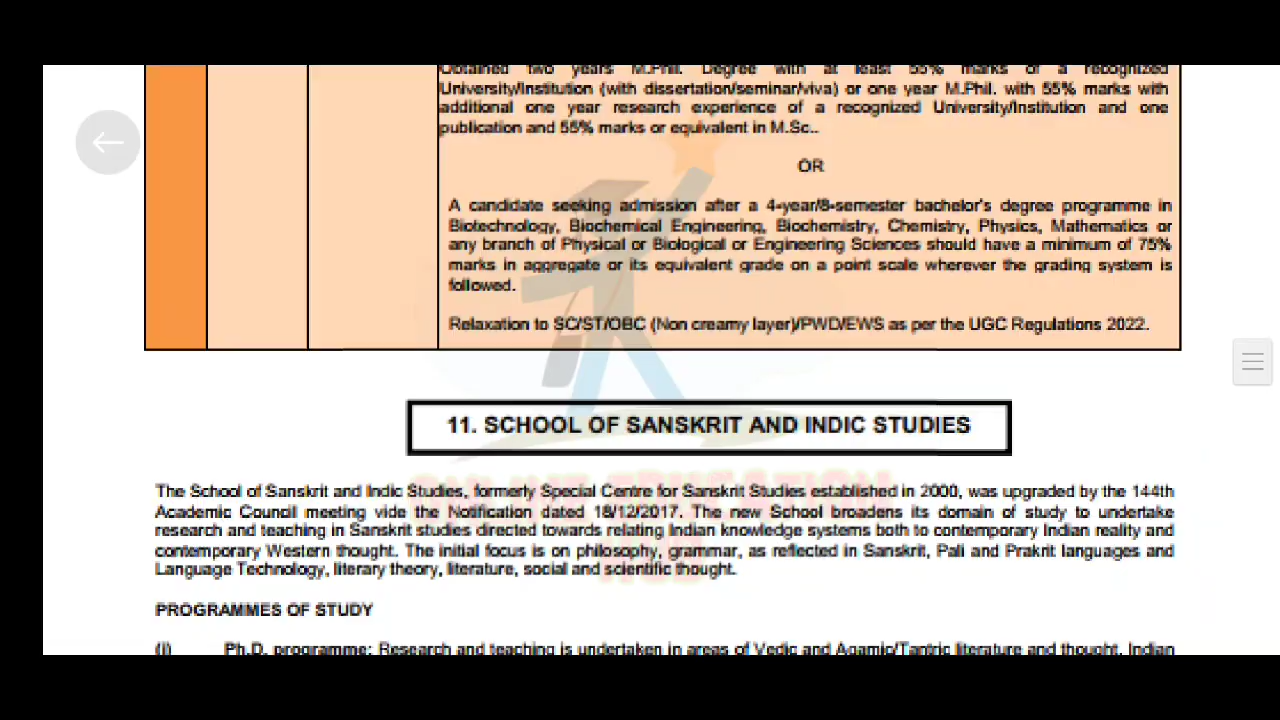 Obtained two years M.Phil. Degree with at least 55% marks of a recognized
University/Institution (with dissertation/seminar/viva) or one year M.Phil. with 55% marks with
additional one year research experience of a recognized University/Institution and one
publication and 55% marks or equivalent in M.Sc..
OR
A candidate seeking admission after a 4-year/8-semester bachelor's degree programme in
Biotechnology, Biochemical Engineering, Biochemistry, Chemistry, Physics, Mathematics or
any branch of Physical or Biological or Engineering Sciences should have a minimum of 75%
marks in aggregate or its equivalent grade on a point scale wherever the grading system is
followed.
Relaxation to SC/ST/OBC (Non creamy layer)/PWD/EWS as per the UGC Regulations 2022.
11. SCHOOL OF SANSKRIT AND INDIC STUDIES
The School of Sanskrit and Indic Studies, formerly Special Centre for Sanskrit Studies established in 2000, was upgraded by the 144th
Academic Council meeting vide the Notification dated 18/12/2017. The new School broadens its domain of study to undertake
research and teaching in Sanskrit studies directed towards relating Indian knowledge systems both to contemporary Indian reality and
contemporary Western thought. The initial focus is on philosophy, grammar, as reflected in Sanskrit, Pali and Prakrit languages and
Language Technology, literary theory, literature, social and scientific thought.
PROGRAMMES OF STUDY
(i) Ph.D. programme: Research and teaching is undertaken in areas of Vedic and Agamic/Tantric literature and thought, Indian